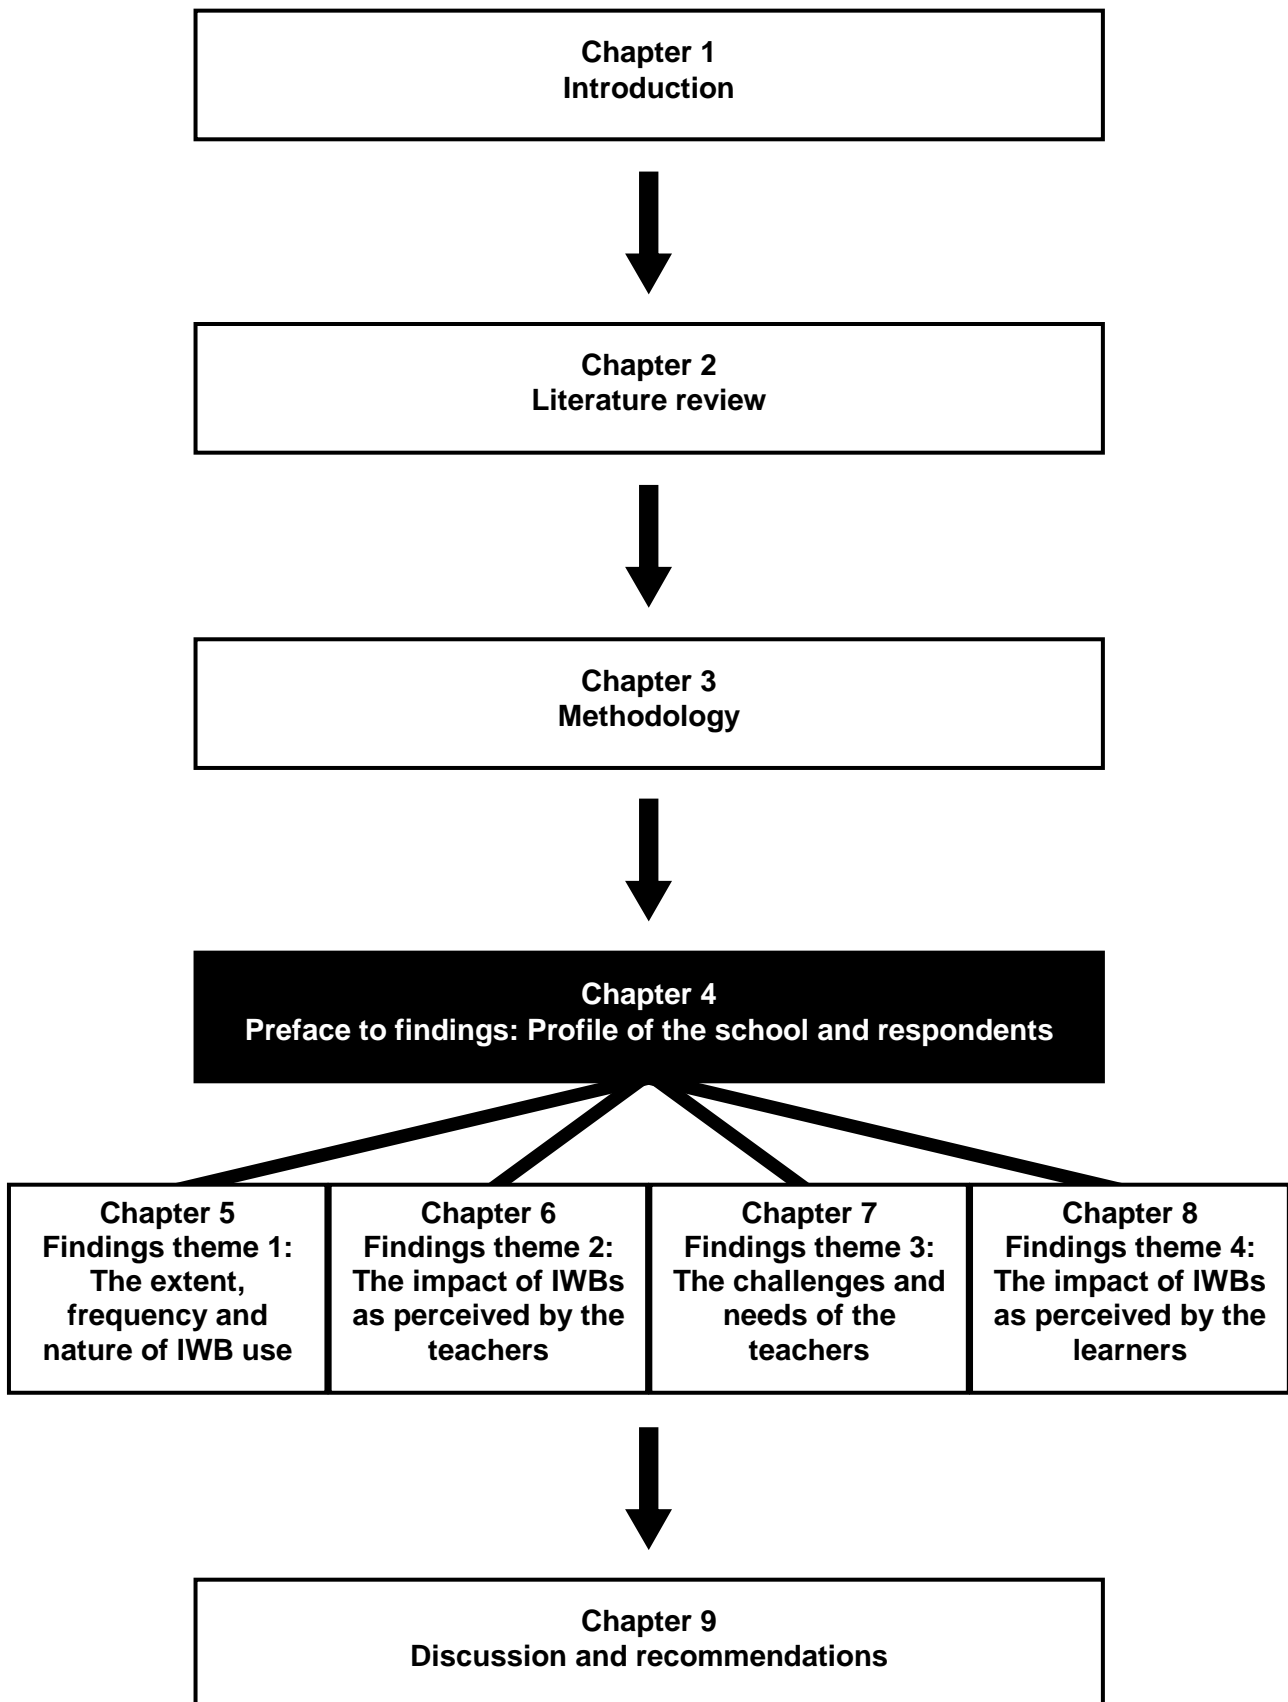 Chapter 1
Introduction
Chapter 2
Literature review
Chapter 3
Methodology
Chapter 4
Preface to findings: Profile of the school and respondents
Chapter 5
Findings theme 1:
The extent,
frequency and
nature of IWB use
Chapter 6
Findings theme 2:
The impact of IWBs
as perceived by the
teachers
Chapter 7
Findings theme 3:
The challenges and
needs of the
teachers
Chapter 8
Findings theme 4:
The impact of IWBs
as perceived by the
learners
Chapter 9
Discussion and recommendations